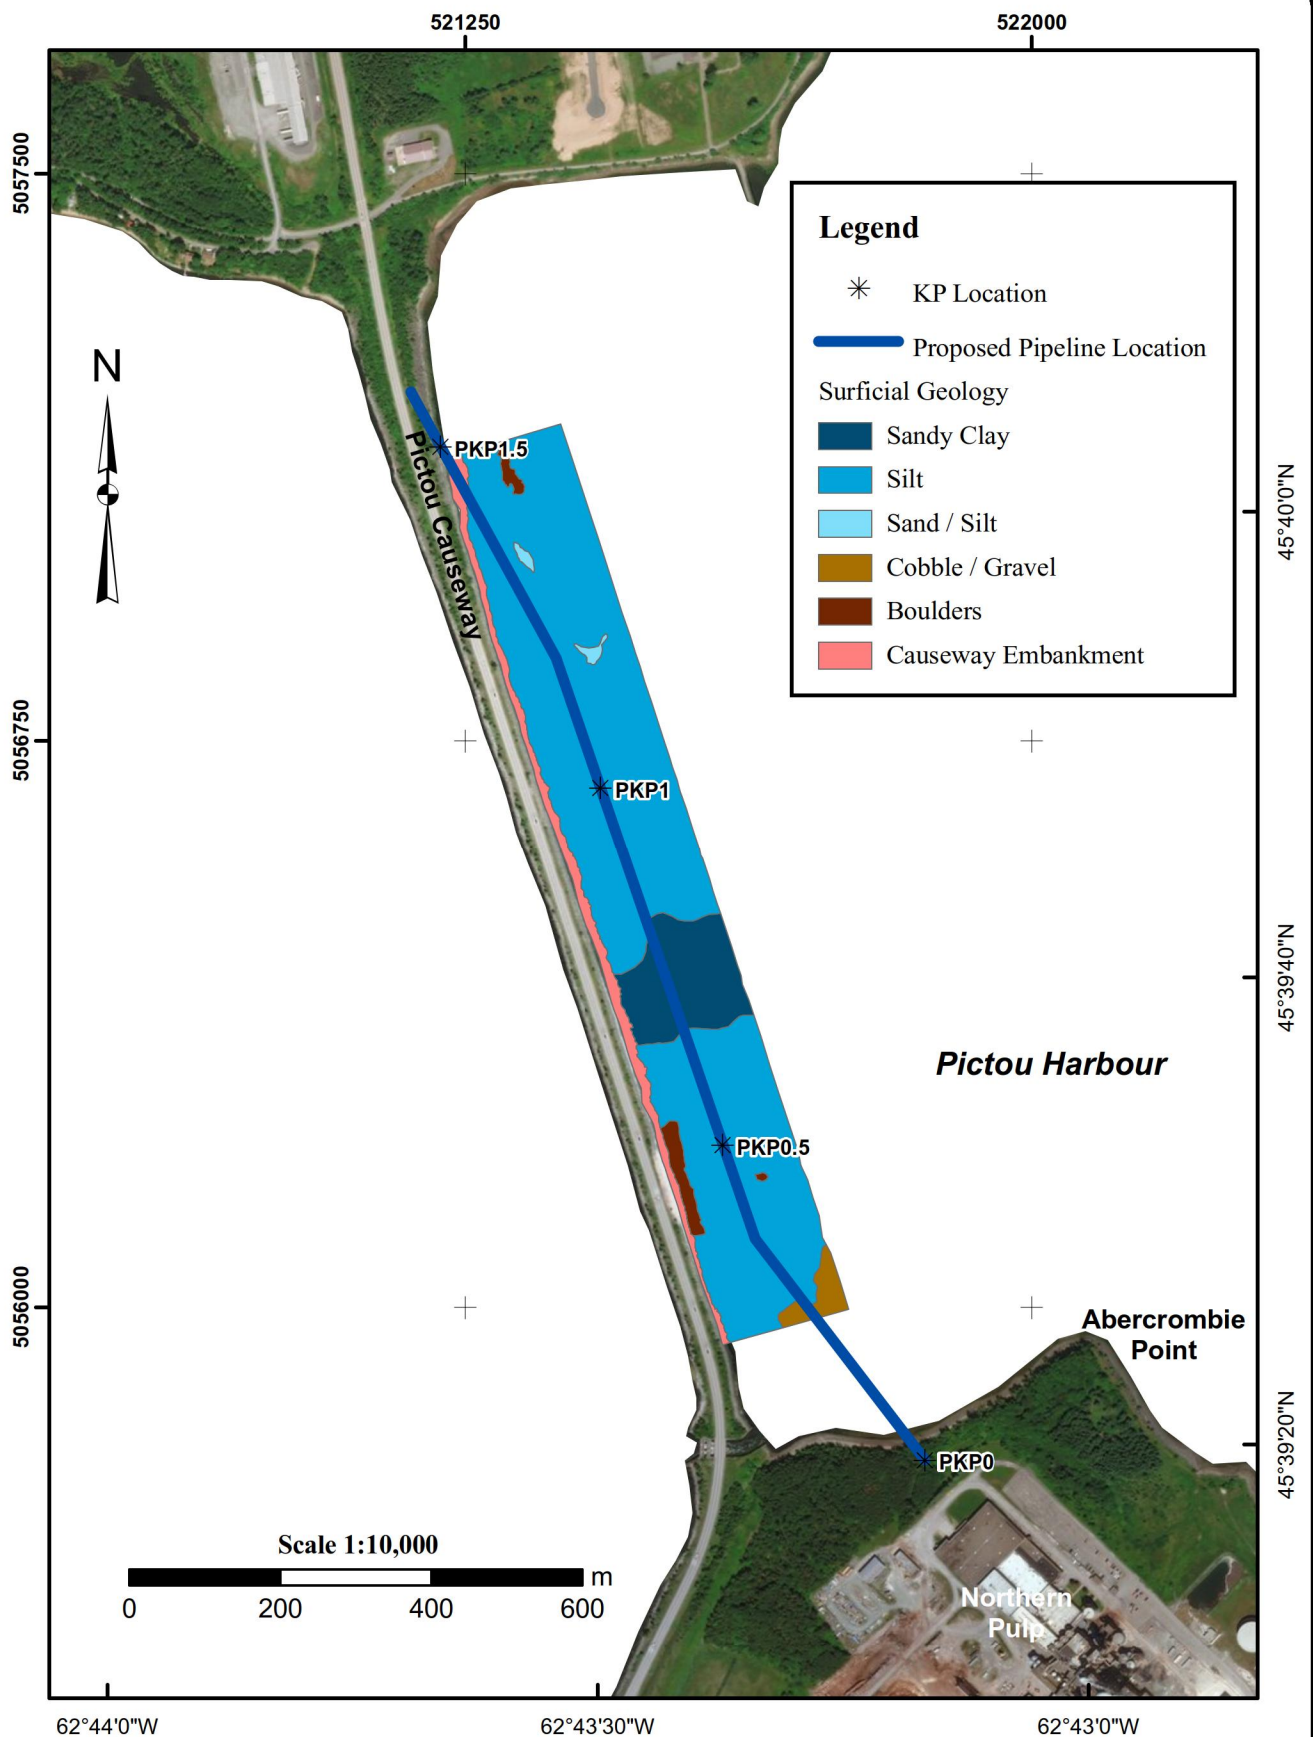 521250
522000
5057500
Legend
KP Location
Proposed Pipeline Location
Surficial Geology
Sandy Clay
Silt
Sand / Silt
Cobble / Gravel
Boulders
Causeway Embankment
N
PKP1.5
Pictou Causeway
45°40'0"N
5056750
PKP1
45°39'40"N
Pictou Harbour
PKP0.5
5056000
Abercrombie
Point
45°39'20"N
PKP0
Scale 1:10,000
m
0
200
400
600
Northern
Pulp
62°44'0"W
62°43'30"W
62°43'0"W